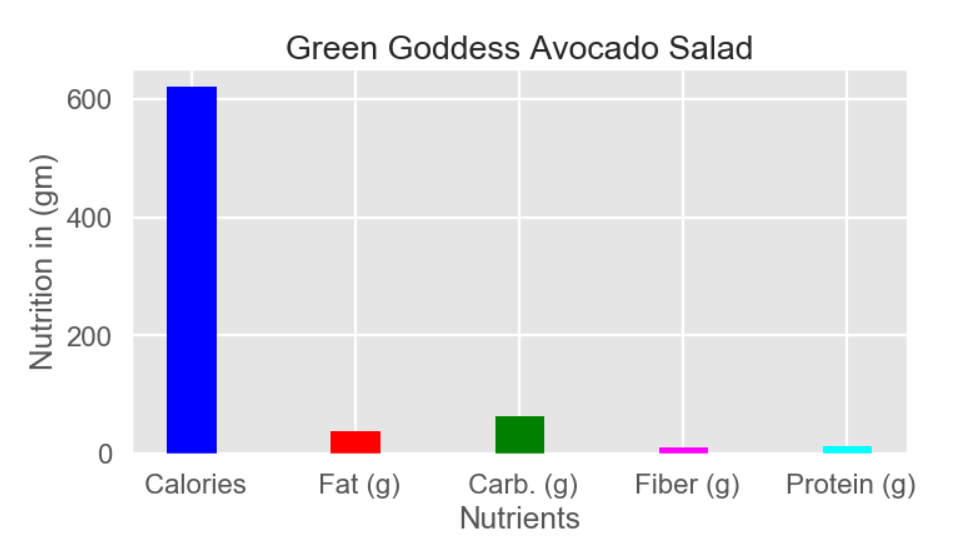 Green Goddess Avocado Salad
Nutrition in (gm)
600
400
200
0
Calories Fat (g) Carb. (g) Fiber (g) Protein (g)
Nutrients